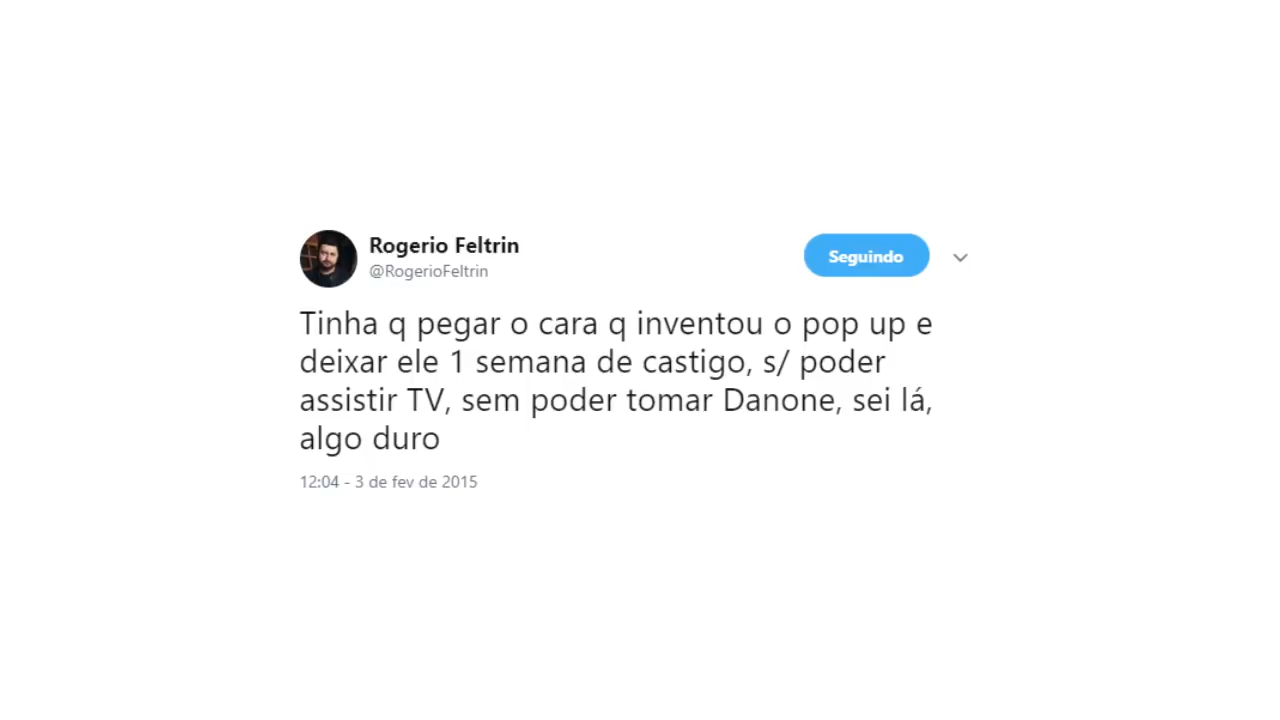 Rogerio Feltrin
@RogerioFeltrin
Seguindo
Tinha q pegar o cara q inventou o pop up e
deixar ele 1 semana de castigo, s/ poder
assistir TV, sem poder tomar Danone, sei lá,
algo duro
12:04 - 3 de fev de 2015